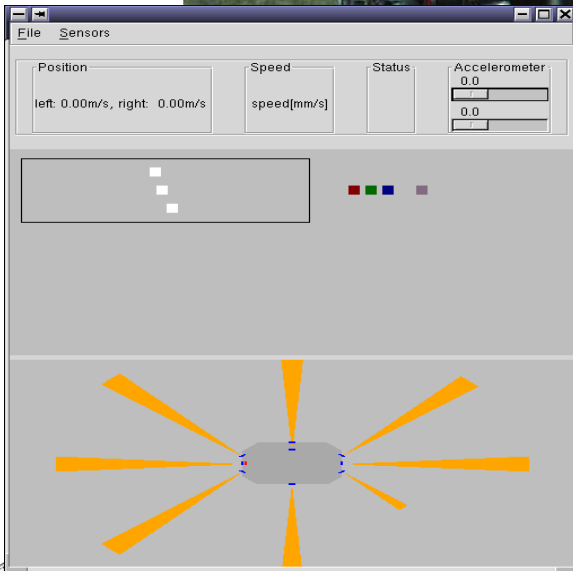 File Sensors
Position Speed Status Accelerometer
0.0
left: 0.00m/s, right: 0.00m/s speed[mm/s]
0.0